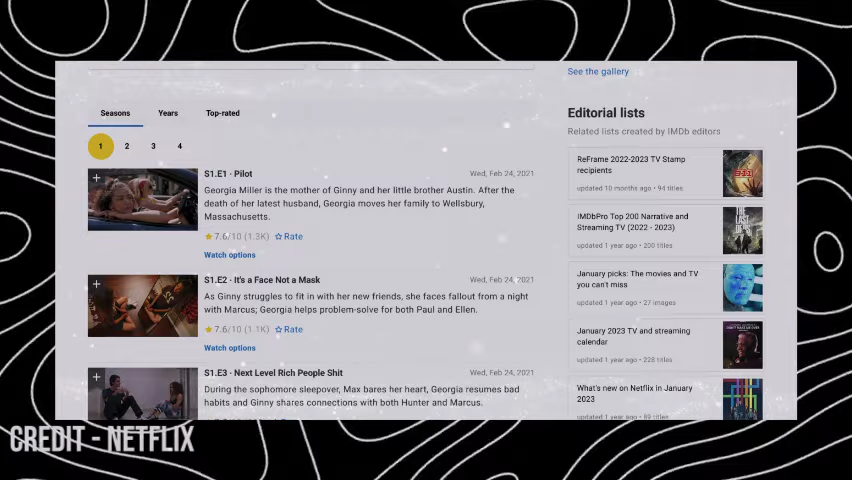 See the gallery
Seasons Years Top-rated
1 2 3 4
S1.E1 · Pilot
Wed, Feb 24, 2021
Georgia Miller is the mother of Ginny and her little brother Austin. After the
death of her latest husband, Georgia moves her family to Wellsbury,
Massachusetts.
7.6/10 (1.3K) Rate
Watch options
S1.E2 · It's a Face Not a Mask
Wed, Feb 24, 2021
As Ginny struggles to fit in with her new friends, she faces fallout from a night
with Marcus; Georgia helps problem-solve for both Paul and Ellen.
7.6/10 (1.1K) Rate
Watch options
S1.E3 · Next Level Rich People Shit
Wed, Feb 24, 2021
During the sophomore sleepover, Max bares her heart, Georgia resumes bad
habits and Ginny shares connections with both Hunter and Marcus.
Editorial lists
Related lists created by IMDb editors
ReFrame 2022-2023 TV Stamp
recipients
updated 10 months ago • 94 titles
IMDbPro Top 200 Narrative and
Streaming TV (2022 - 2023)
updated 1 year ago • 200 titles
January picks: The movies and TV
you can't miss
updated 1 year ago • 27 images
January 2023 TV and streaming
calendar
updated 1 year ago • 228 titles
What's new on Netflix in January
2023
updated 1 year ago • 89 titles
CREDIT - NETFLIX